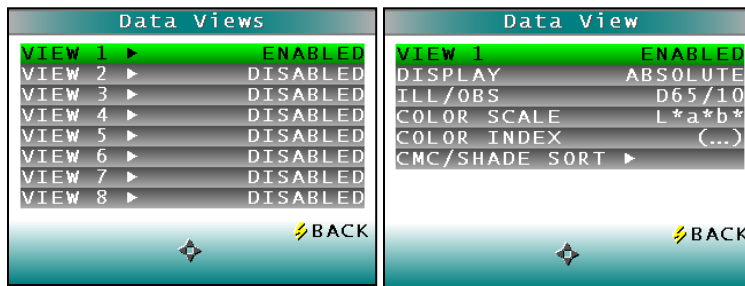 Data Views
VIEW 1 ► ENABLED
VIEW 2 ► DISABLED
VIEW 3 ► DISABLED
VIEW 4 ► DISABLED
VIEW 5 ► DISABLED
VIEW 6 ► DISABLED
VIEW 7 ► DISABLED
VIEW 8 ► DISABLED
BACK
Data View
VIEW 1 ENABLED
DISPLAY ABSOLUTE
ILL/OBS D65/10
COLOR SCALE L*a*b*
COLOR INDEX (...)
CMC/SHADE SORT ►
BACK